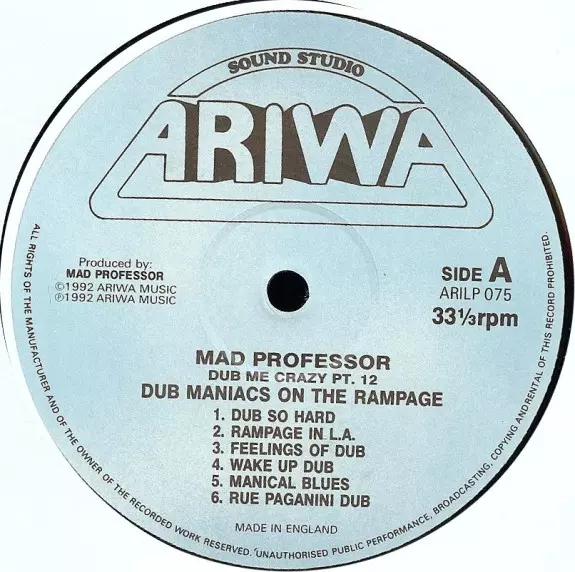 SOUND STUDIO
ARIWA
Produced by:
MAD PROFESSOR
©1992 ARIWA MUSIC
℗1992 ARIWA MUSIC
SIDE A
ARILP 075
33⅓rpm
MAD PROFESSOR
DUB ME CRAZY PT. 12
DUB MANIACS ON THE RAMPAGE
1. DUB SO HARD
2. RAMPAGE IN L.A.
3. FEELINGS OF DUB
4. WAKE UP DUB
5. MANICAL BLUES
6. RUE PAGANINI DUB
MADE IN ENGLAND
ALL RIGHTS OF THE MANUFACTURER AND OF THE OWNER OF THE RECORDED WORK RESERVED. UNAUTHORISED PUBLIC PERFORMANCE, BROADCASTING, COPYING AND RENTAL OF THIS RECORD PROHIBITED.